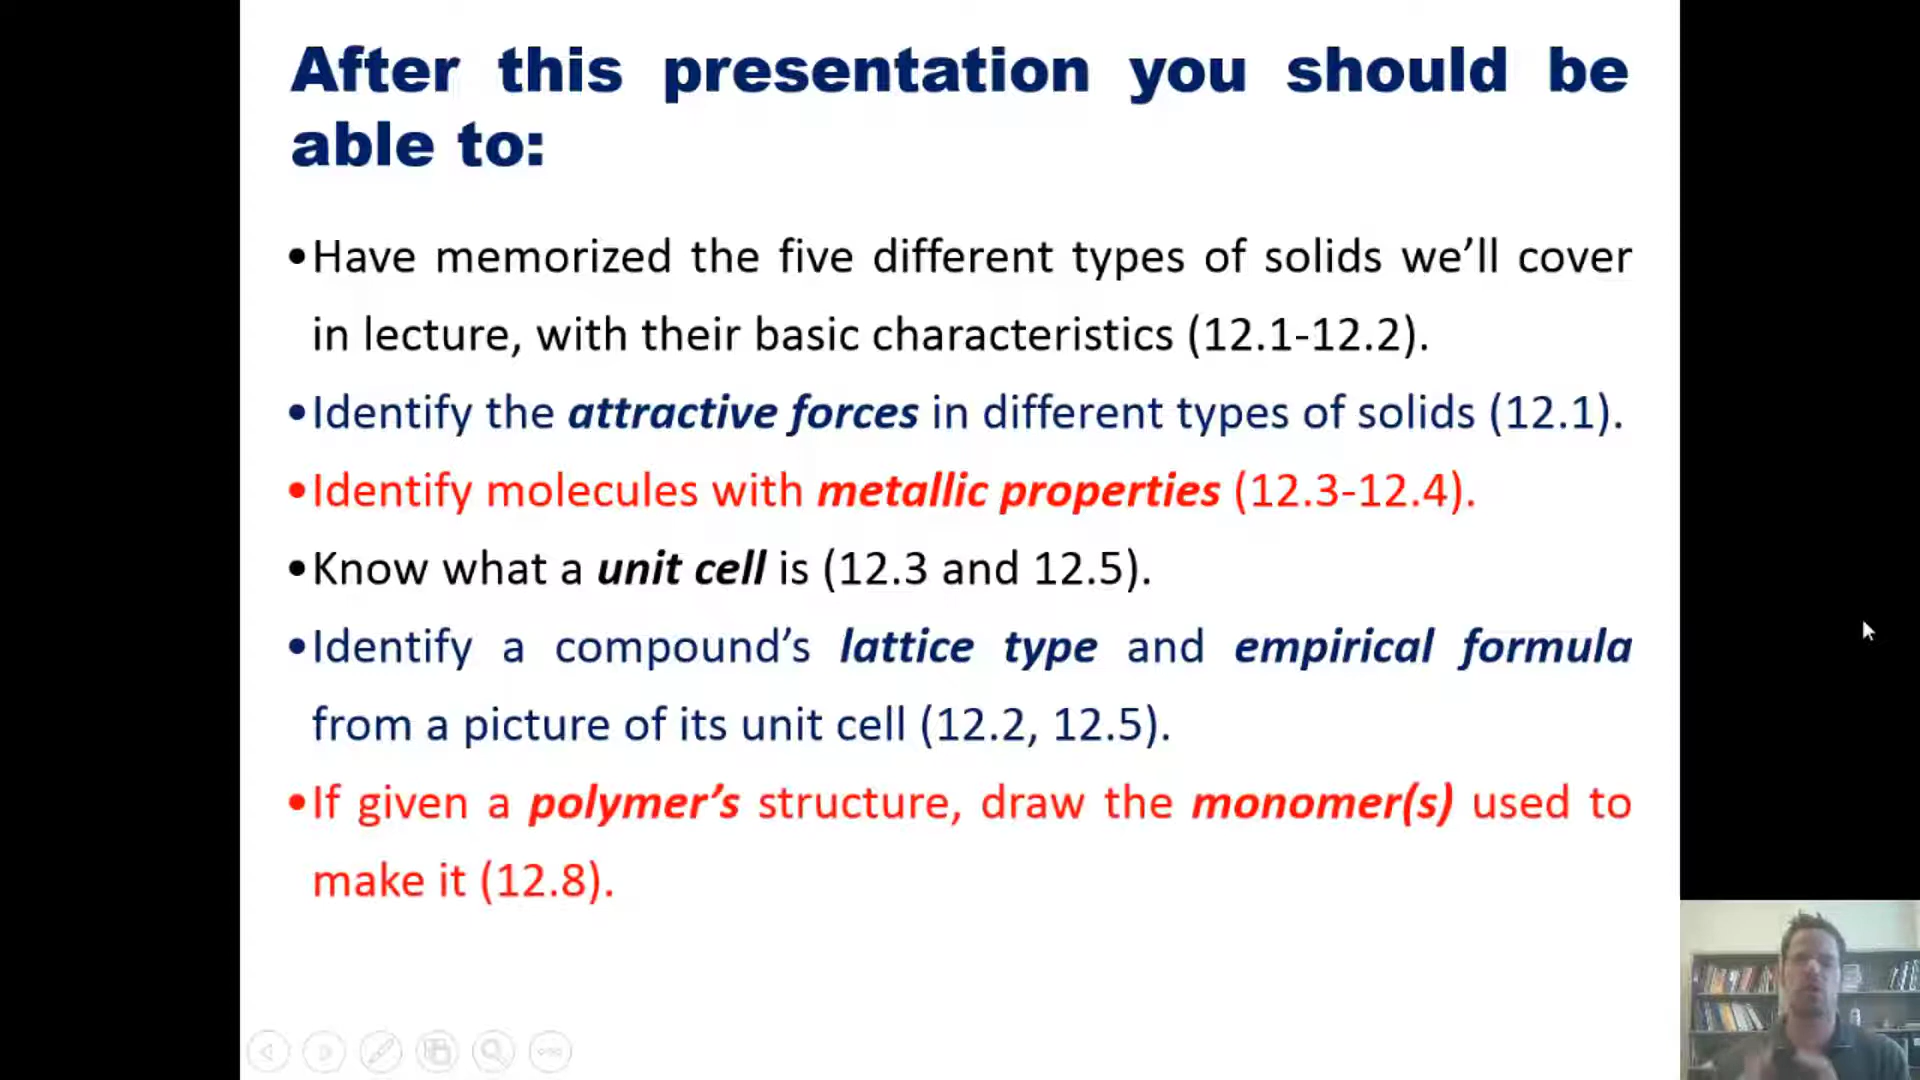 After this presentation you should be
able to:
•Have memorized the five different types of solids we’ll cover
in lecture, with their basic characteristics (12.1-12.2).
•Identify the attractive forces in different types of solids (12.1).
•Identify molecules with metallic properties (12.3-12.4).
•Know what a unit cell is (12.3 and 12.5).
•Identify a compound’s lattice type and empirical formula
from a picture of its unit cell (12.2, 12.5).
•If given a polymer’s structure, draw the monomer(s) used to
make it (12.8).